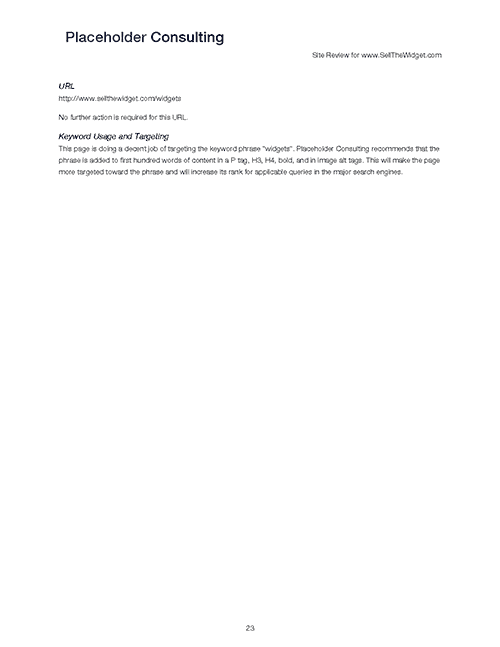 Placeholder Consulting
Site Review for www.SellTheWidget.com
URL
http://www.sellthewidget.com/widgets
No further action is required for this URL.
Keyword Usage and Targeting
This page is doing a decent job of targeting the keyword phrase "widgets". Placeholder Consulting recommends that the
phrase is added to first hundred words of content in a P tag, H3, H4, bold, and in image alt tags. This will make the page
more targeted toward the phrase and will increase its rank for applicable queries in the major search engines.
23